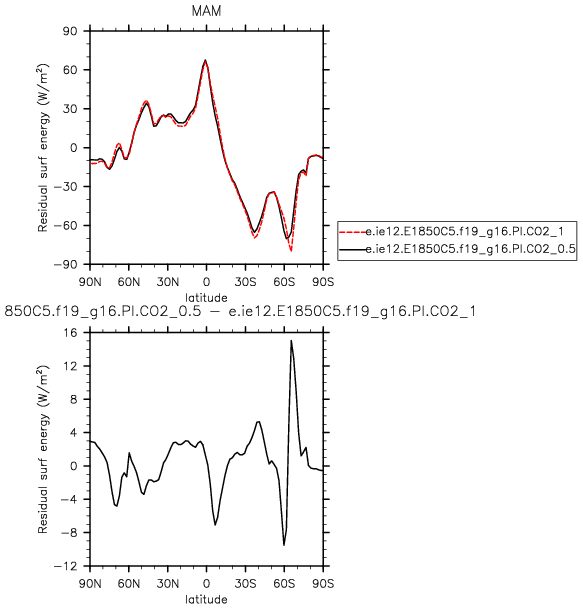 MAM
Residual surf energy (W/m²)
90
60
30
0
−30
−60
−90
90N 60N 30N 0 30S 60S 90S
latitude
e.ie12.E1850C5.f19_g16.PI.CO2_1
e.ie12.E1850C5.f19_g16.PI.CO2_0.5
850C5.f19_g16.PI.CO2_0.5 − e.ie12.E1850C5.f19_g16.PI.CO2_1
Residual surf energy (W/m²)
16
12
8
4
0
−4
−8
−12
90N 60N 30N 0 30S 60S 90S
latitude